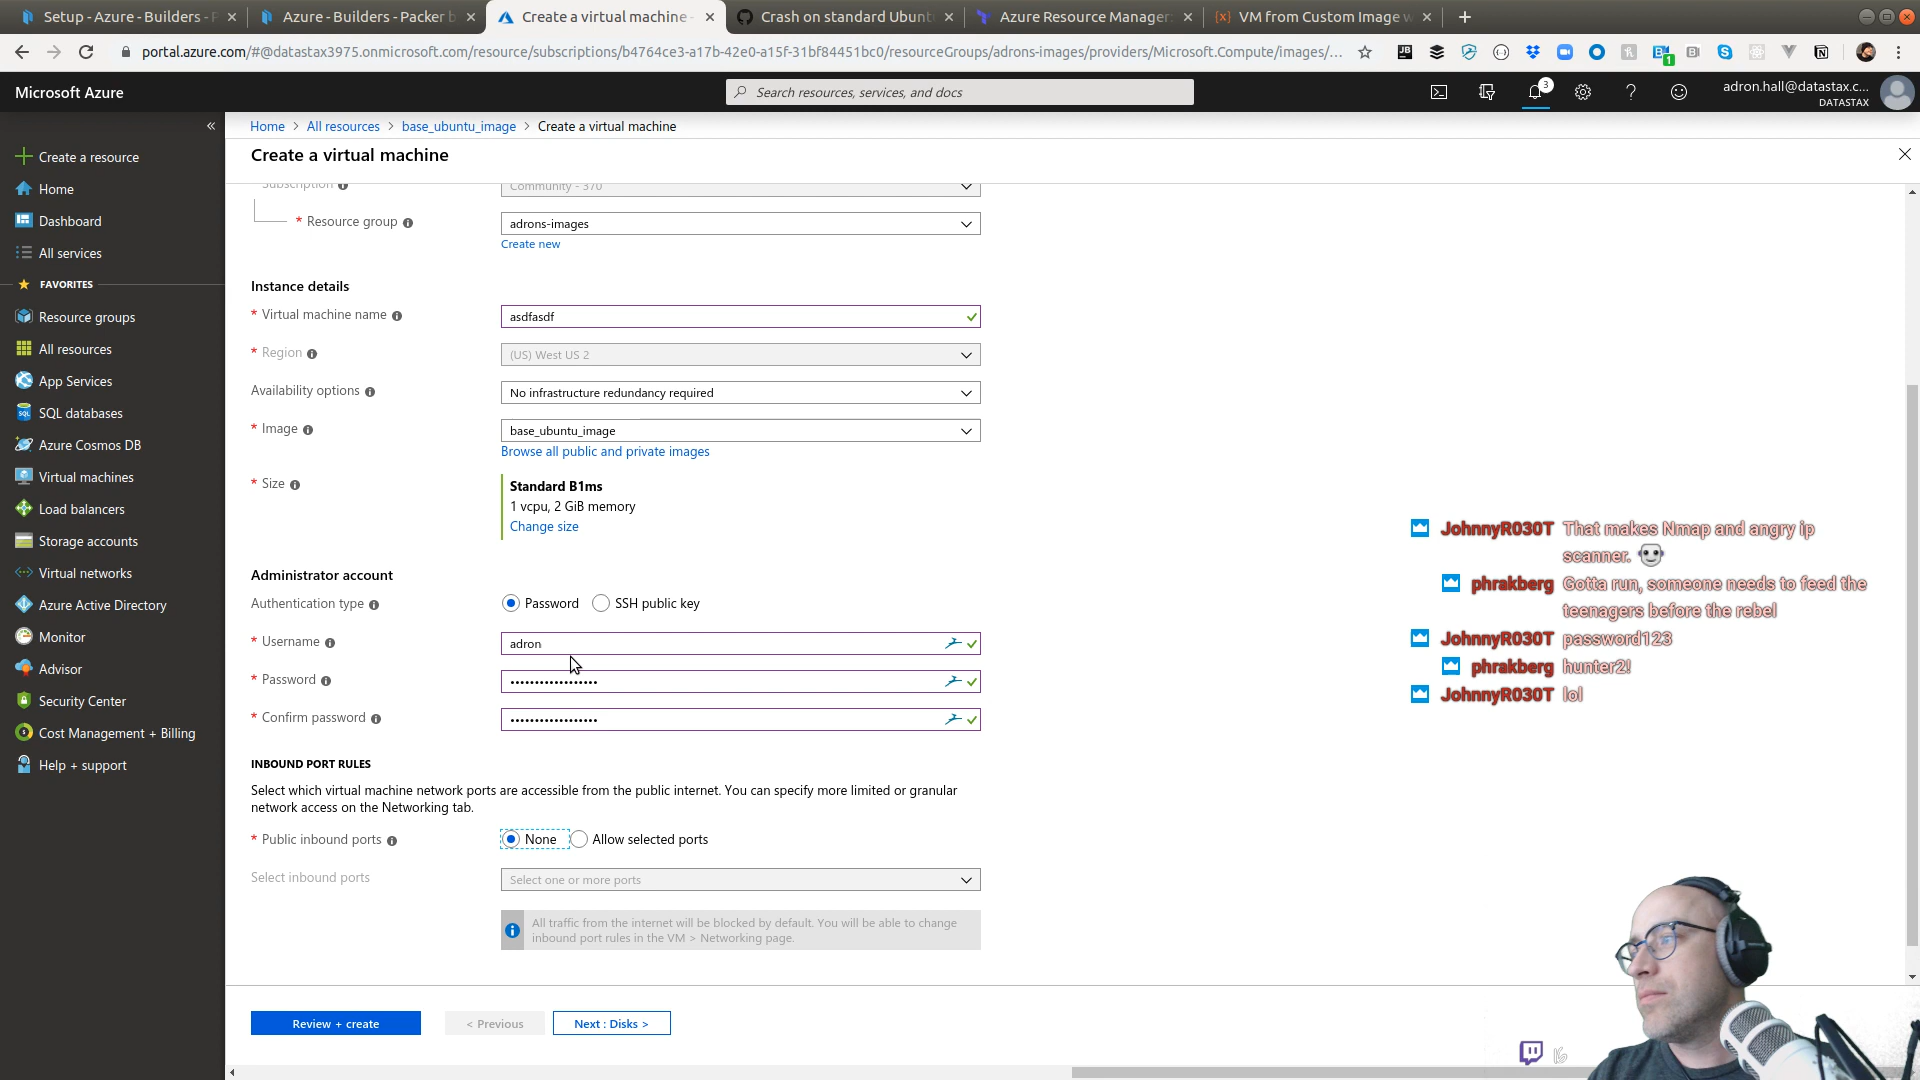 Setup - Azure - Builders - P
Azure - Builders - Packer b
Create a virtual machine -
Crash on standard Ubunt
Azure Resource Manager:
VM from Custom Image w
portal.azure.com/#@datastax3975.onmicrosoft.com/resource/subscriptions/b4764ce3-a17b-42e0-a15f-31bf84451bc0/resourceGroups/adrons-images/providers/Microsoft.Compute/images/...
Microsoft Azure
Search resources, services, and docs
3
adron.hall@datastax.c...
DATASTAX
Home > All resources > base_ubuntu_image > Create a virtual machine
Create a virtual machine
Create a resource
Home
Dashboard
All services
FAVORITES
Resource groups
All resources
App Services
SQL databases
Azure Cosmos DB
Virtual machines
Load balancers
Storage accounts
Virtual networks
Azure Active Directory
Monitor
Advisor
Security Center
Cost Management + Billing
Help + support
Subscription
Community - 370
* Resource group
adrons-images
Create new
Instance details
* Virtual machine name
asdfasdf
* Region
(US) West US 2
Availability options
No infrastructure redundancy required
* Image
base_ubuntu_image
Browse all public and private images
* Size
Standard B1ms
1 vcpu, 2 GiB memory
Change size
Administrator account
Authentication type
Password
SSH public key
* Username
adron
* Password
••••••••••••••••••
* Confirm password
••••••••••••••••••
INBOUND PORT RULES
Select which virtual machine network ports are accessible from the public internet. You can specify more limited or granular
network access on the Networking tab.
* Public inbound ports
None
Allow selected ports
Select inbound ports
Select one or more ports
All traffic from the internet will be blocked by default. You will be able to change
inbound port rules in the VM > Networking page.
Review + create
< Previous
Next : Disks >
JohnnyR030T That makes Nmap and angry ip
scanner.
phrakberg Gotta run, someone needs to feed the
teenagers before the rebel
JohnnyR030T password123
phrakberg hunter2!
JohnnyR030T lol